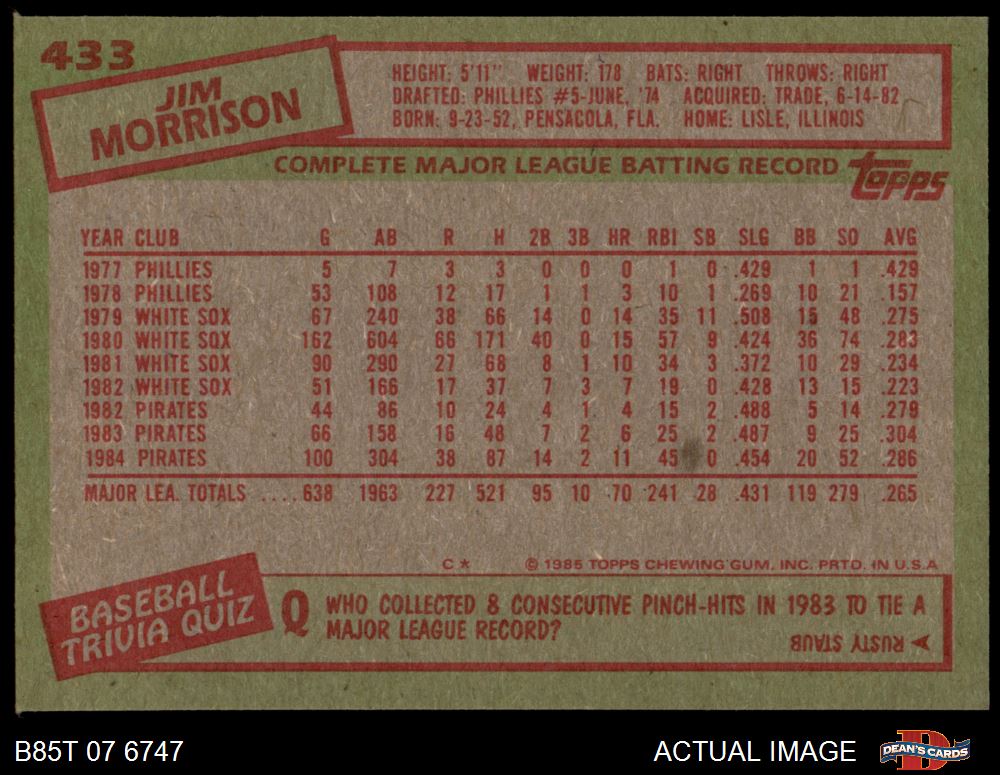 433
JIM
MORRISON
HEIGHT: 5'11" WEIGHT: 178 BATS: RIGHT THROWS: RIGHT
DRAFTED: PHILLIES #5-JUNE, '74 ACQUIRED: TRADE, 6-14-82
BORN: 9-23-52, PENSACOLA, FLA. HOME: LISLE, ILLINOIS
COMPLETE MAJOR LEAGUE BATTING RECORD
topps
YEAR CLUB G AB R H 2B 3B HR RBI SB SLG BB SO AVG
1977 PHILLIES 5 7 3 3 0 0 0 1 0 .429 1 1 .429
1978 PHILLIES 53 108 12 17 1 1 3 10 1 .269 10 21 .157
1979 WHITE SOX 67 240 38 66 14 0 14 35 11 .508 15 48 .275
1980 WHITE SOX 162 604 66 171 40 0 15 57 9 .424 36 74 .283
1981 WHITE SOX 90 290 27 68 8 1 10 34 3 .372 10 29 .234
1982 WHITE SOX 51 166 17 37 7 3 7 19 0 .428 13 15 .223
1982 PIRATES 44 86 10 24 4 1 4 15 2 .488 5 14 .279
1983 PIRATES 66 158 16 48 7 2 6 25 2 .487 9 25 .304
1984 PIRATES 100 304 38 87 14 2 11 45 0 .454 20 52 .286
MAJOR LEA. TOTALS .... 638 1963 227 521 95 10 70 241 28 .431 119 279 .265
C* © 1985 TOPPS CHEWING GUM, INC. PRTD. IN U.S.A
BASEBALL
TRIVIA QUIZ
Q WHO COLLECTED 8 CONSECUTIVE PINCH-HITS IN 1983 TO TIE A
MAJOR LEAGUE RECORD?
RUSTY STAUB
B85T 07 6747
ACTUAL IMAGE
D
DEAN'S CARDS